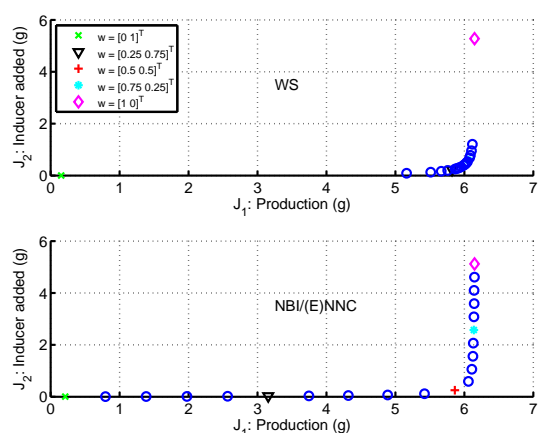 6
4
2
0
J₂: Inducer added (g)
w = [0 1]ᵀ
w = [0.25 0.75]ᵀ
w = [0.5 0.5]ᵀ
w = [0.75 0.25]ᵀ
w = [1 0]ᵀ
WS
0 1 2 3 4 5 6 7
J₁: Production (g)
6
4
2
0
J₂: Inducer added (g)
NBI/(E)NNC
0 1 2 3 4 5 6 7
J₁: Production (g)